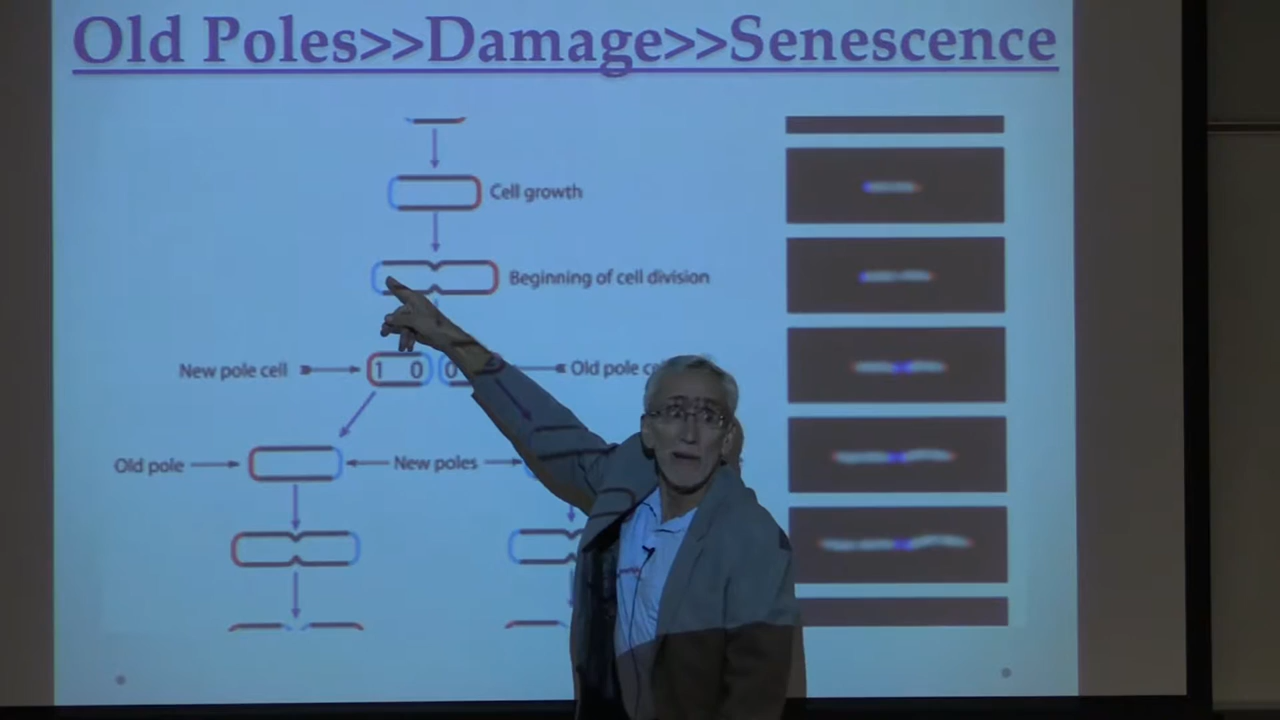 Old Poles>>Damage>>Senescence
Cell growth
Beginning of cell division
New pole cell
1 0 0
Old pole
Old pole
New poles